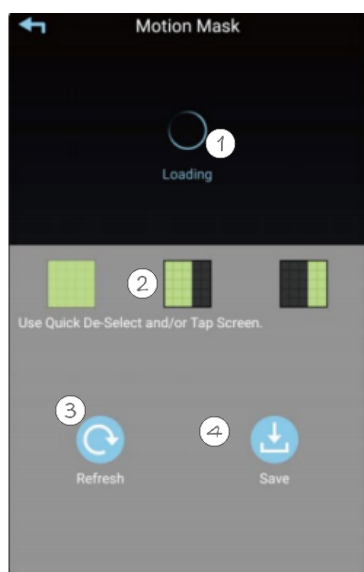 Motion Mask
1
Loading
2
Use Quick De-Select and/or Tap Screen.
3
4
Refresh
Save